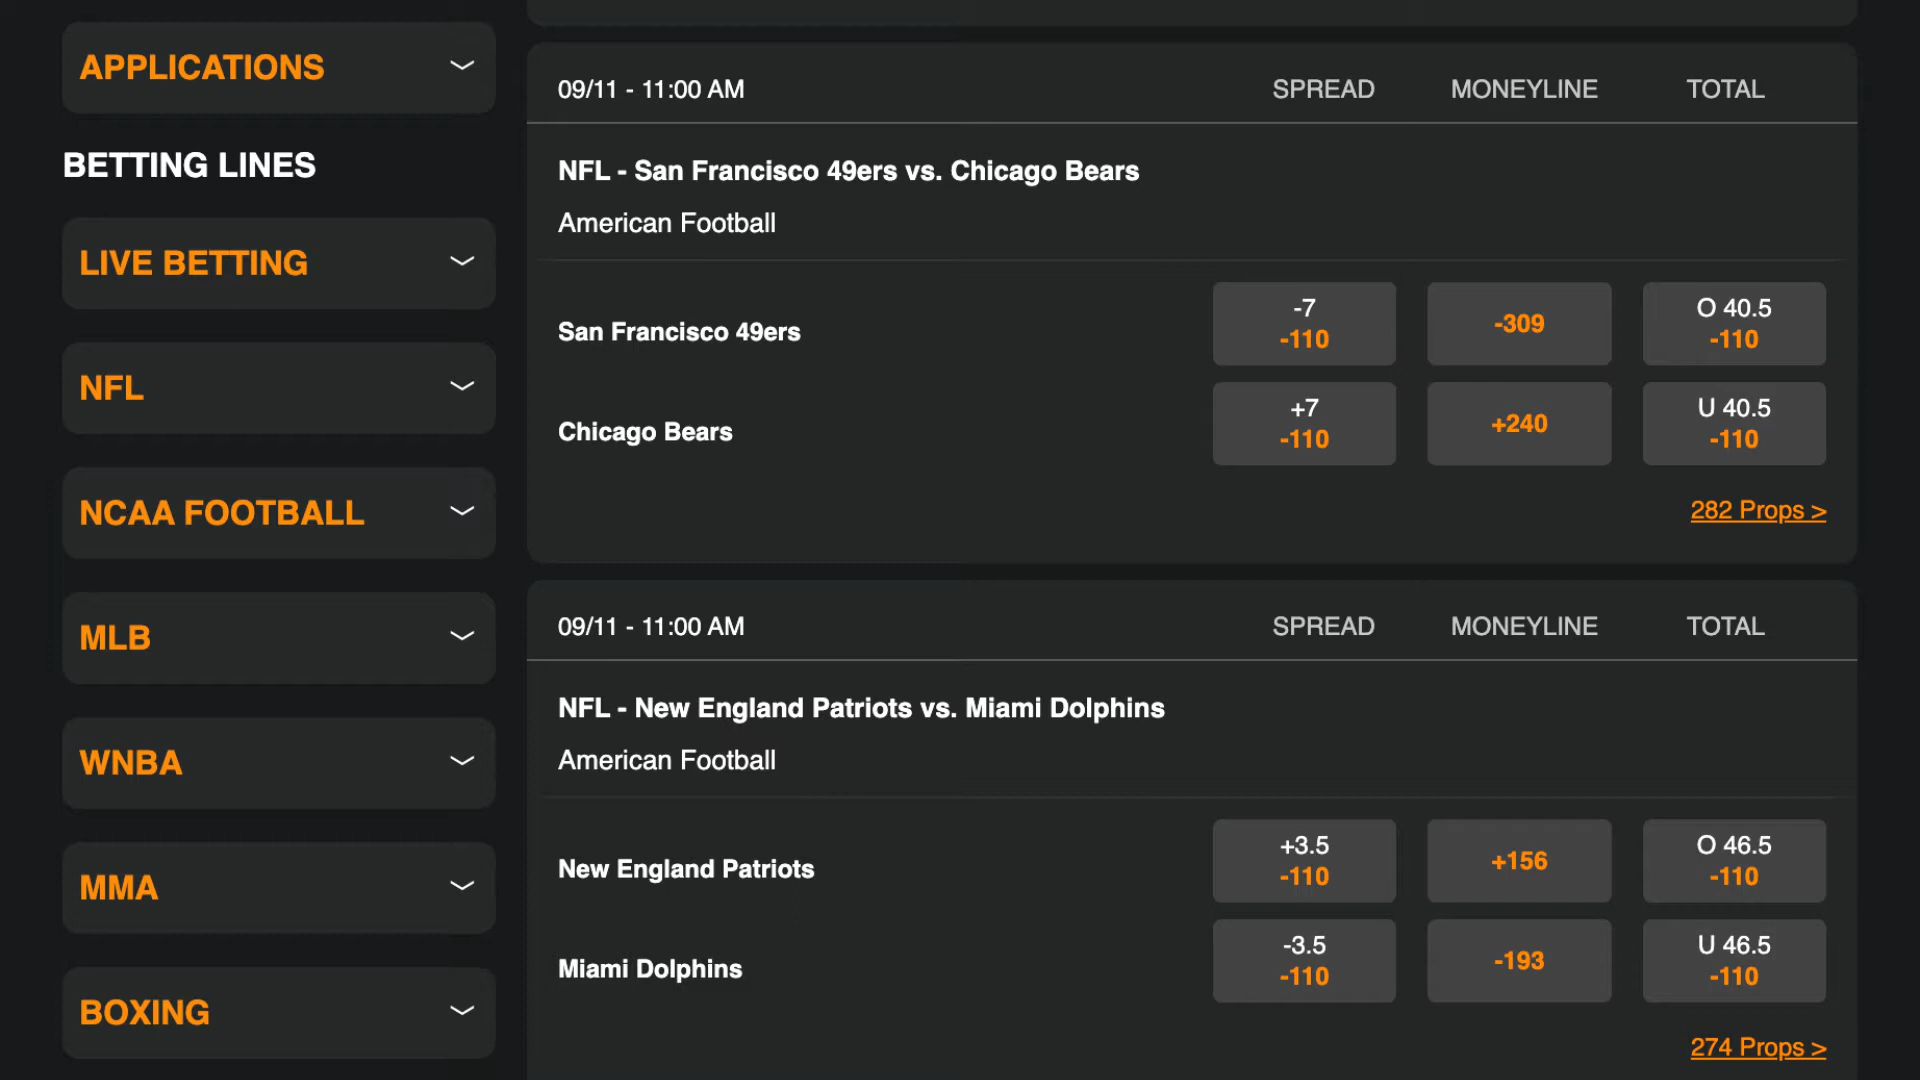 APPLICATIONS
BETTING LINES
LIVE BETTING
NFL
NCAA FOOTBALL
MLB
WNBA
MMA
BOXING
09/11 - 11:00 AM SPREAD MONEYLINE TOTAL
NFL - San Francisco 49ers vs. Chicago Bears
American Football
San Francisco 49ers
-7
-110
-309
O 40.5
-110
Chicago Bears
+7
-110
+240
U 40.5
-110
282 Props >
09/11 - 11:00 AM SPREAD MONEYLINE TOTAL
NFL - New England Patriots vs. Miami Dolphins
American Football
New England Patriots
+3.5
-110
+156
O 46.5
-110
Miami Dolphins
-3.5
-110
-193
U 46.5
-110
274 Props >